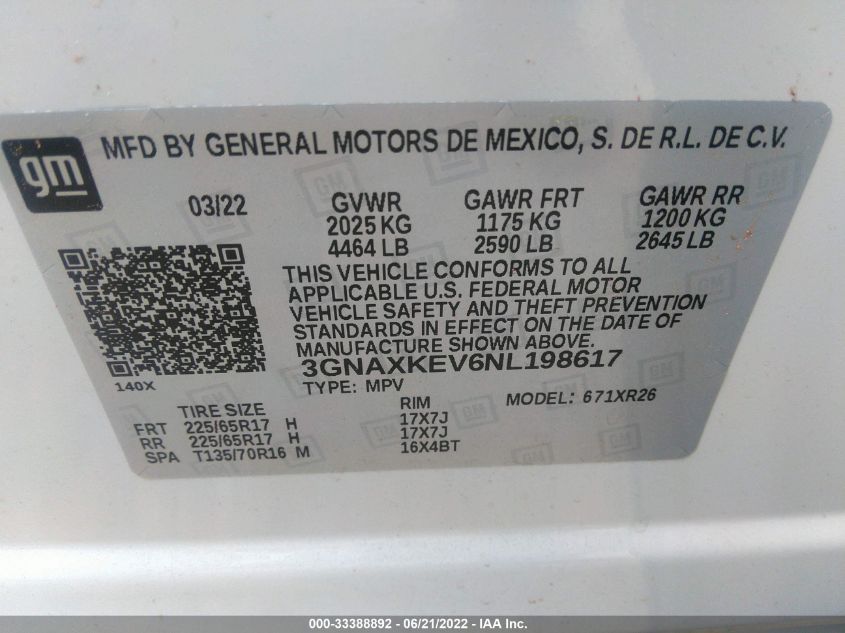 gm MFD BY GENERAL MOTORS DE MEXICO, S. DE R.L. DE C.V.
03/22 GVWR GAWR FRT GAWR RR
2025 KG 1175 KG 1200 KG
4464 LB 2590 LB 2645 LB
THIS VEHICLE CONFORMS TO ALL
APPLICABLE U.S. FEDERAL MOTOR
VEHICLE SAFETY AND THEFT PREVENTION
STANDARDS IN EFFECT ON THE DATE OF
MANUFACTURE SHOWN ABOVE.
3GNAXKEV6NL198617
140X TYPE: MPV MODEL: 671XR26
TIRE SIZE RIM
FRT 225/65R17 H 17X7J
RR 225/65R17 H 17X7J
SPA T135/70R16 M 16X4BT
000-33388892 - 06/21/2022 - IAA Inc.